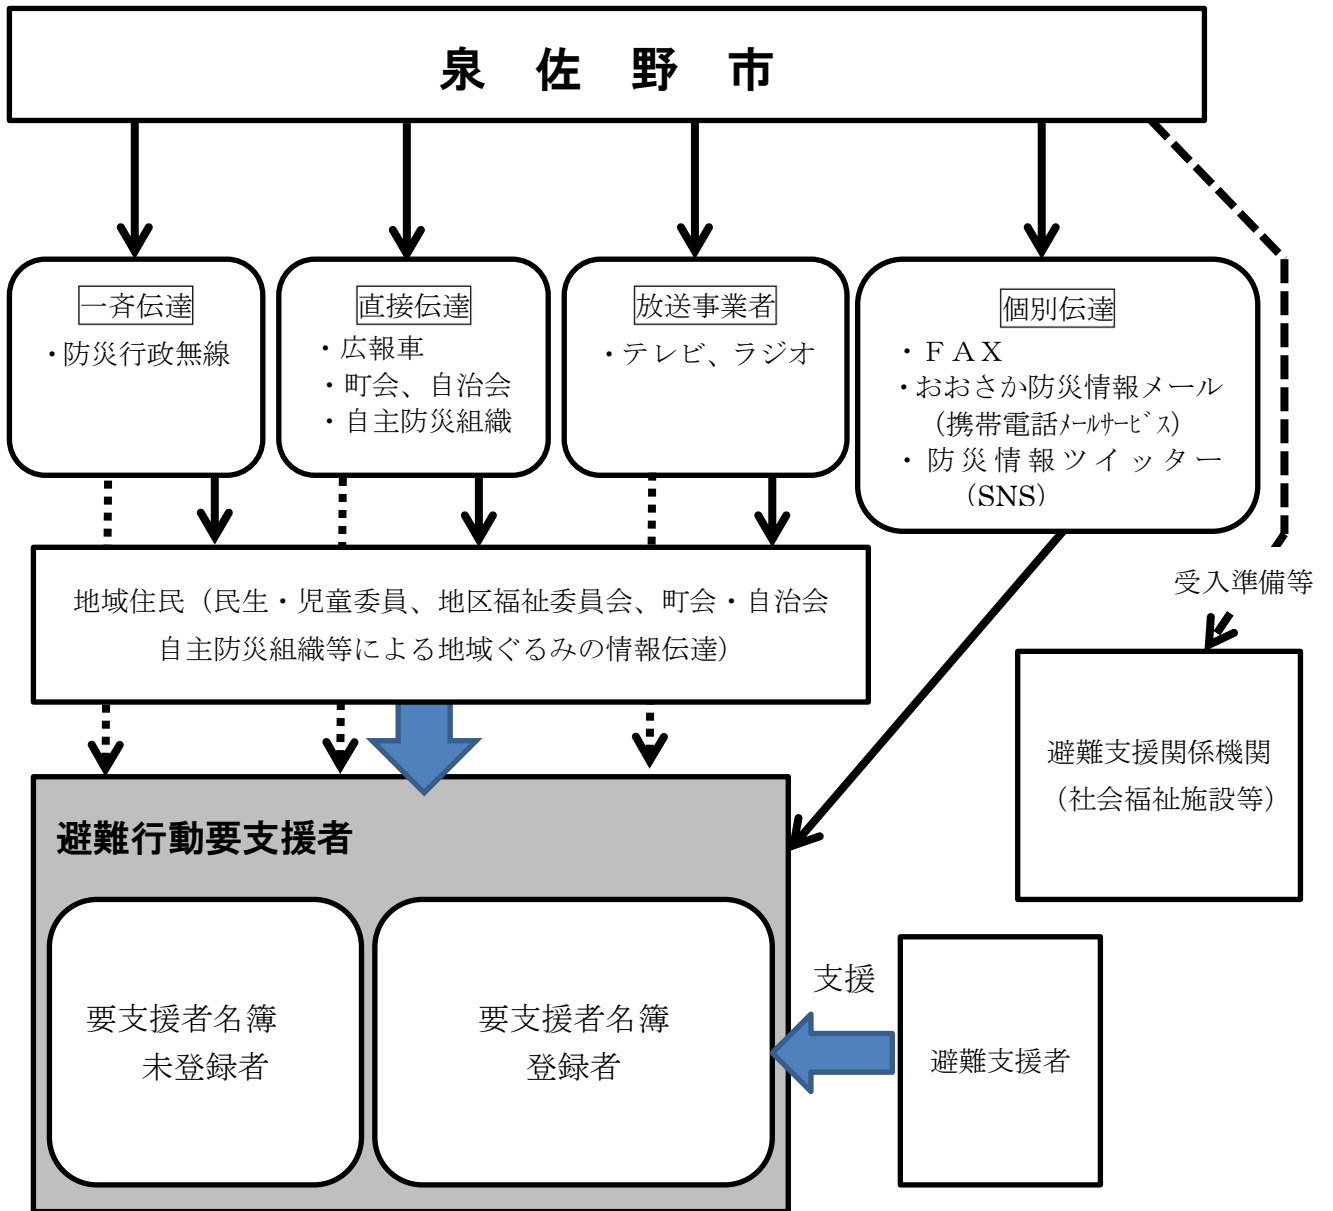 泉　佐　野　市
一斉伝達
・防災行政無線
直接伝達
・広報車
・町会、自治会
・自主防災組織
放送事業者
・テレビ、ラジオ
個別伝達
・ＦＡＸ
・おおさか防災情報メール
（携帯電話ﾒｰﾙｻｰﾋﾞｽ）
・防災情報ツイッター
（SNS）
地域住民（民生・児童委員、地区福祉委員会、町会・自治会
自主防災組織等による地域ぐるみの情報伝達）
受入準備等
避難支援関係機関
（社会福祉施設等）
避難行動要支援者
要支援者名簿
未登録者
要支援者名簿
登録者
支援
避難支援者